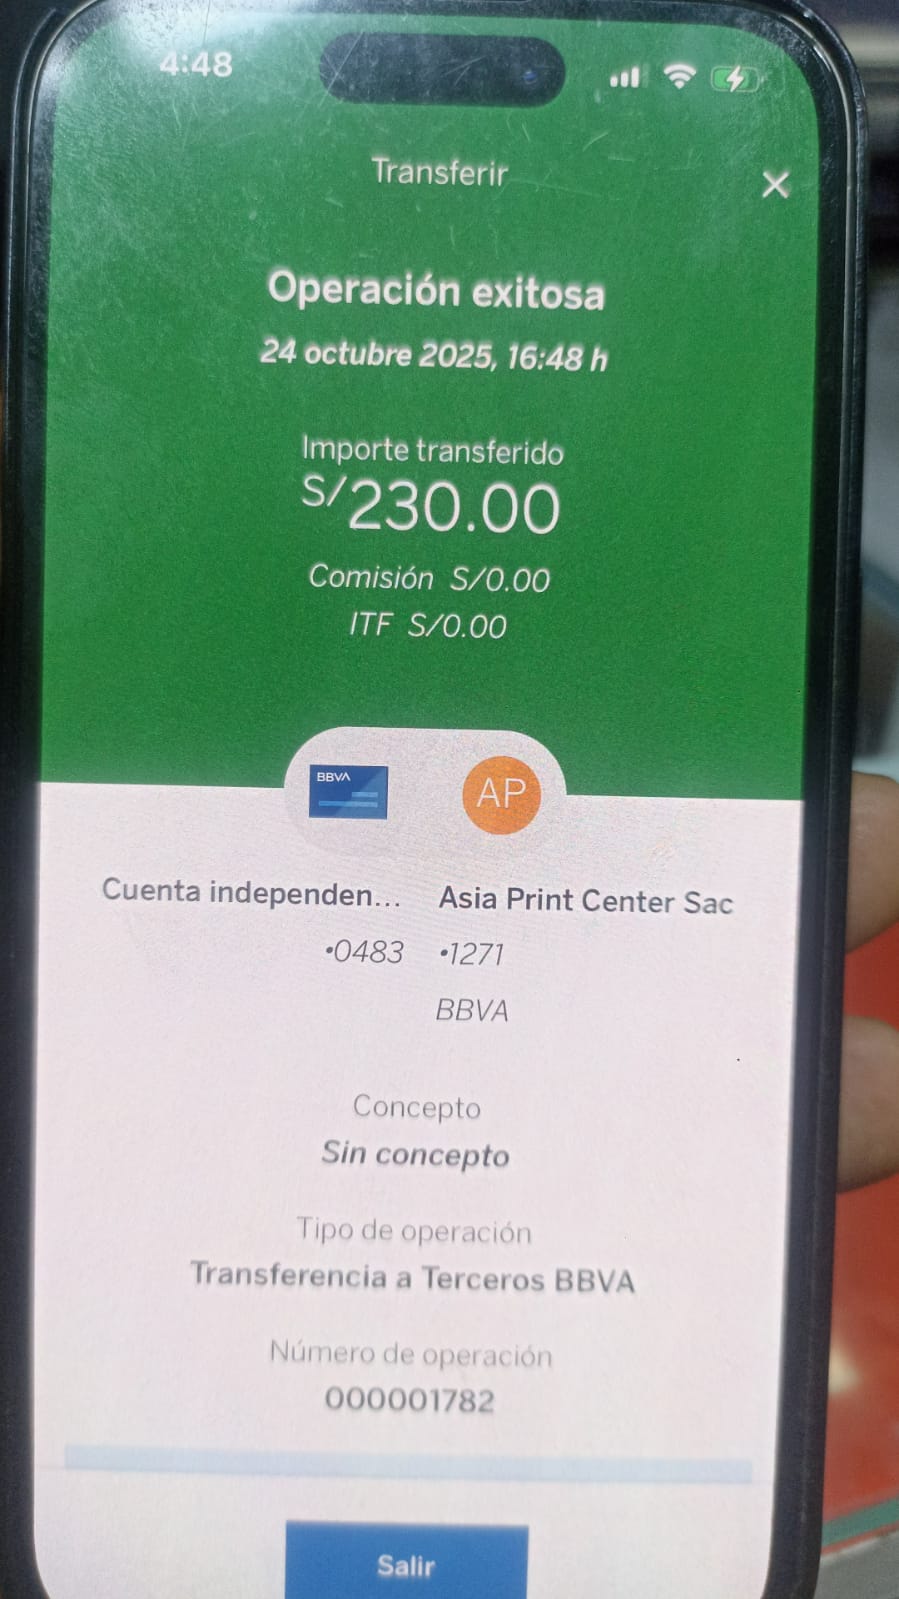 4:48
Transferir
Operación exitosa
24 octubre 2025, 16:48 h
Importe transferido
S/230.00
Comisión S/0.00
ITF S/0.00
BBVA
AP
Cuenta independen... Asia Print Center Sac
•0483 •1271
BBVA
Concepto
Sin concepto
Tipo de operación
Transferencia a Terceros BBVA
Número de operación
000001782
Salir